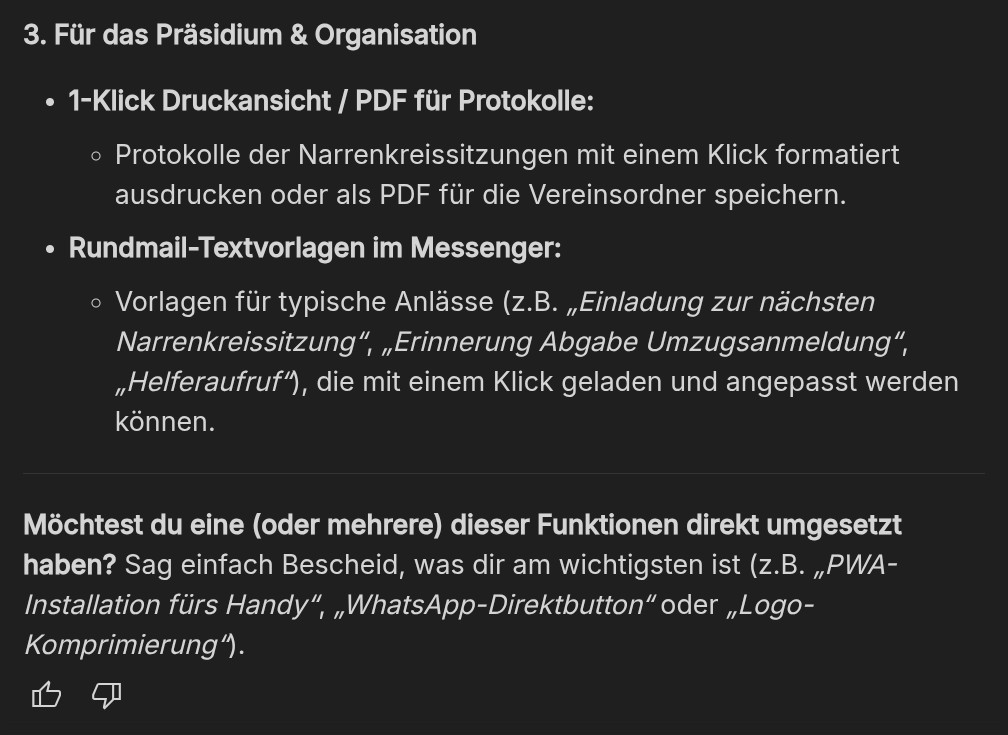 3. Für das Präsidium & Organisation
• 1-Klick Druckansicht / PDF für Protokolle:
◦ Protokolle der Narrenkreissitzungen mit einem Klick formatiert
ausdrucken oder als PDF für die Vereinsordner speichern.
• Rundmail-Textvorlagen im Messenger:
◦ Vorlagen für typische Anlässe (z.B. „Einladung zur nächsten
Narrenkreissitzung“, „Erinnerung Abgabe Umzugsanmeldung“,
„Helferaufruf“), die mit einem Klick geladen und angepasst werden
können.
Möchtest du eine (oder mehrere) dieser Funktionen direkt umgesetzt
haben? Sag einfach Bescheid, was dir am wichtigsten ist (z.B. „PWA-
Installation fürs Handy“, „WhatsApp-Direktbutton“ oder „Logo-
Komprimierung“).